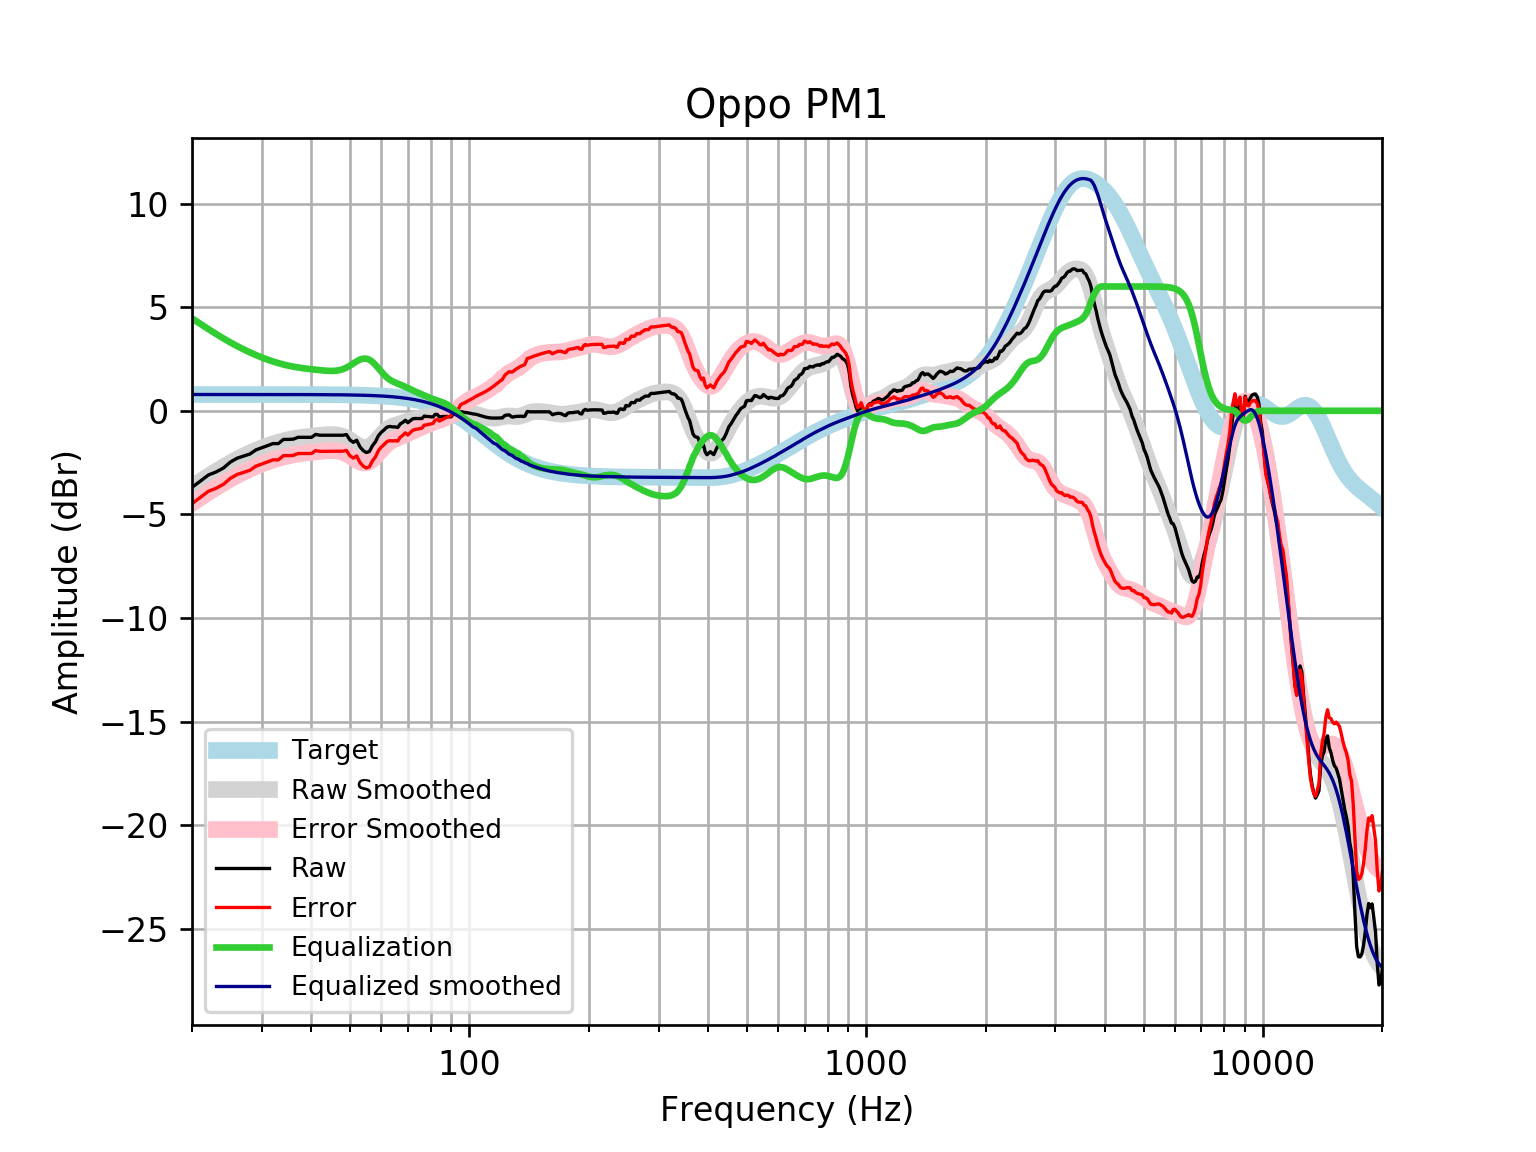 Oppo PM1
10
5
0
−5
−10
−15
−20
−25
Amplitude (dBr)
Target
Raw Smoothed
Error Smoothed
Raw
Error
Equalization
Equalized smoothed
100
1000
10000
Frequency (Hz)